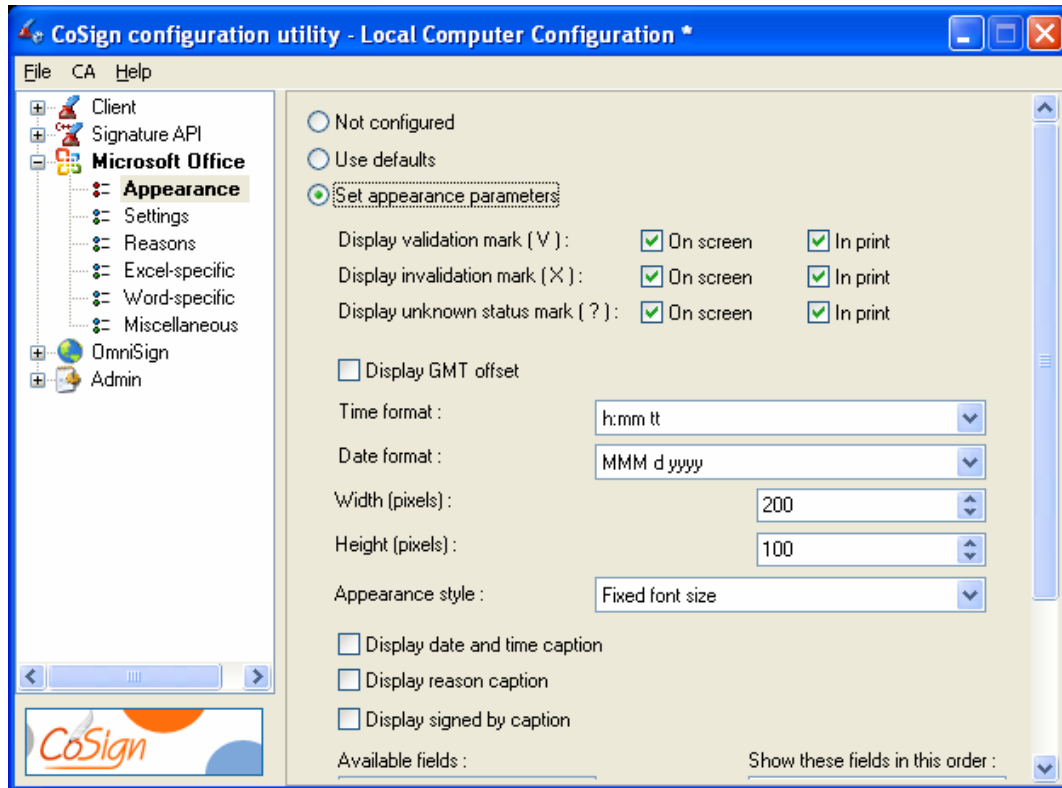 CoSign configuration utility - Local Computer Configuration *
File CA Help
Client
Signature API
Microsoft Office
Appearance
Settings
Reasons
Excel-specific
Word-specific
Miscellaneous
OmniSign
Admin
CoSign
Not configured
Use defaults
Set appearance parameters
Display validation mark ( V ) : On screen In print
Display invalidation mark ( X ) : On screen In print
Display unknown status mark ( ? ) : On screen In print
Display GMT offset
Time format : h:mm tt
Date format : MMM d yyyy
Width (pixels) : 200
Height (pixels) : 100
Appearance style : Fixed font size
Display date and time caption
Display reason caption
Display signed by caption
Available fields : Show these fields in this order :